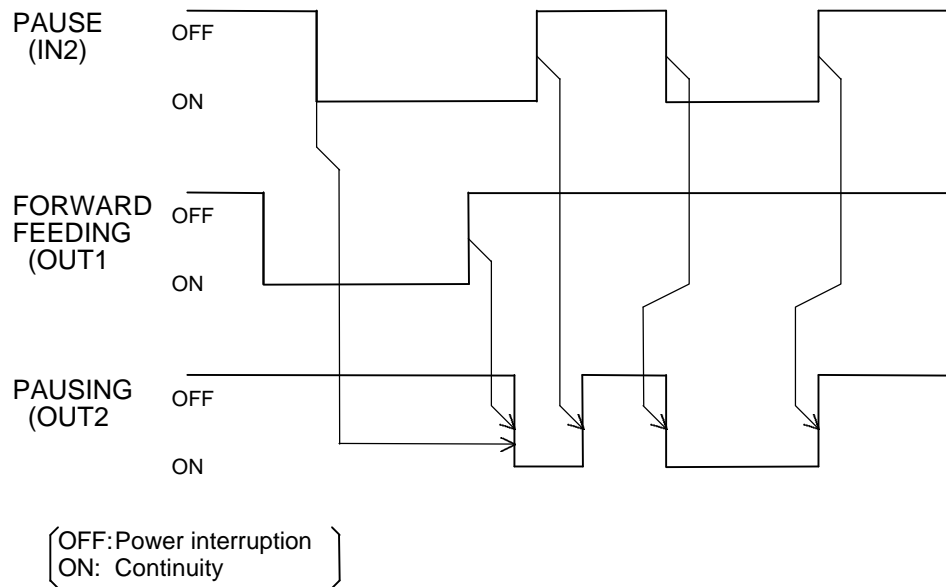 PAUSE
(IN2)
OFF
ON
FORWARD
FEEDING
(OUT1
OFF
ON
PAUSING
(OUT2
OFF
ON
OFF:Power interruption
ON: Continuity